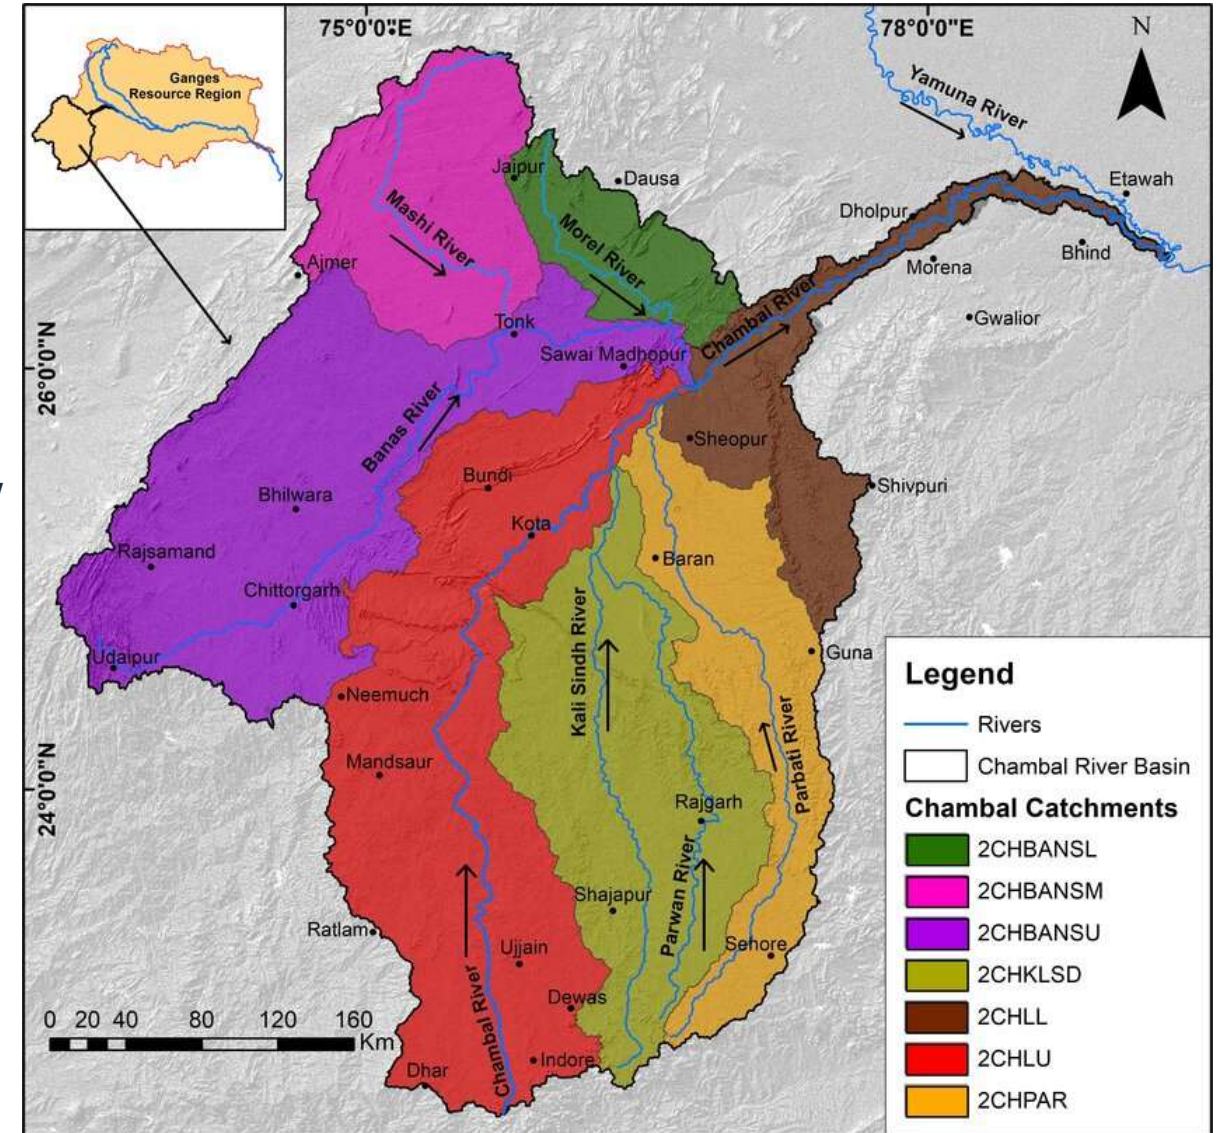 75°0'0"E
78°0'0"E
N
Ganges
Resource Region
Yamuna River
Jaipur
Dausa
Etawah
Mashi River
Morel River
Dholpur
Bhind
Ajmer
Morena
Chambal River
Gwalior
Tonk
26°0'0"N
Sawai Madhopur
Banas River
Sheopur
Bundi
Shivpuri
Bhilwara
Kota
Rajsamand
Baran
Chittorgarh
Kali Sindh River
Udaipur
Guna
Neemuch
Parbati River
Mandsaur
24°0'0"N
Rajgarh
Parwan River
Shajapur
Ratlam
Ujjain
Sehore
Chambal River
Dewas
0 20 40 80 120 160
Km
Indore
Dhar
Legend
Rivers
Chambal River Basin
Chambal Catchments
2CHBANSL
2CHBANSM
2CHBANSU
2CHKLSD
2CHLL
2CHLU
2CHPAR